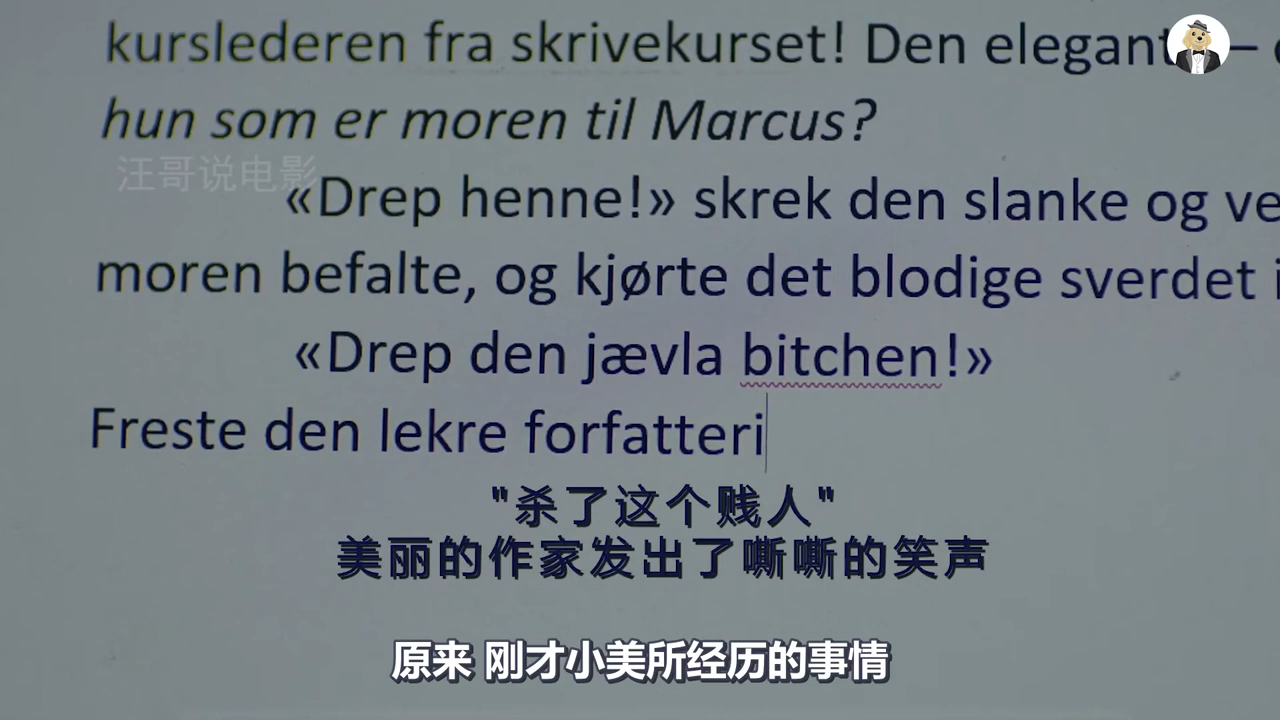 kurslederen fra skrivekurset! Den elegant –
hun som er moren til Marcus?
汪哥说电影
«Drep henne!» skrek den slanke og ve
moren befalte, og kjørte det blodige sverdet i
«Drep den jævla bitchen!»
Freste den lekre forfatteri
"杀了这个贱人"
美丽的作家发出了嘶嘶的笑声
原来 刚才小美所经历的事情